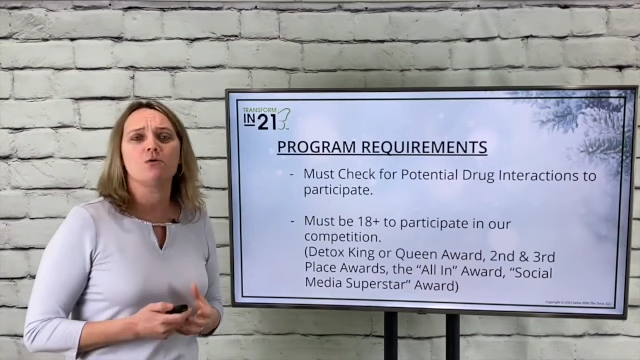 TRANSFORM
IN 21
PROGRAM REQUIREMENTS
- Must Check for Potential Drug Interactions to
participate.
- Must be 18+ to participate in our
competition.
(Detox King or Queen Award, 2nd & 3rd
Place Awards, the “All In” Award, “Social
Media Superstar” Award)